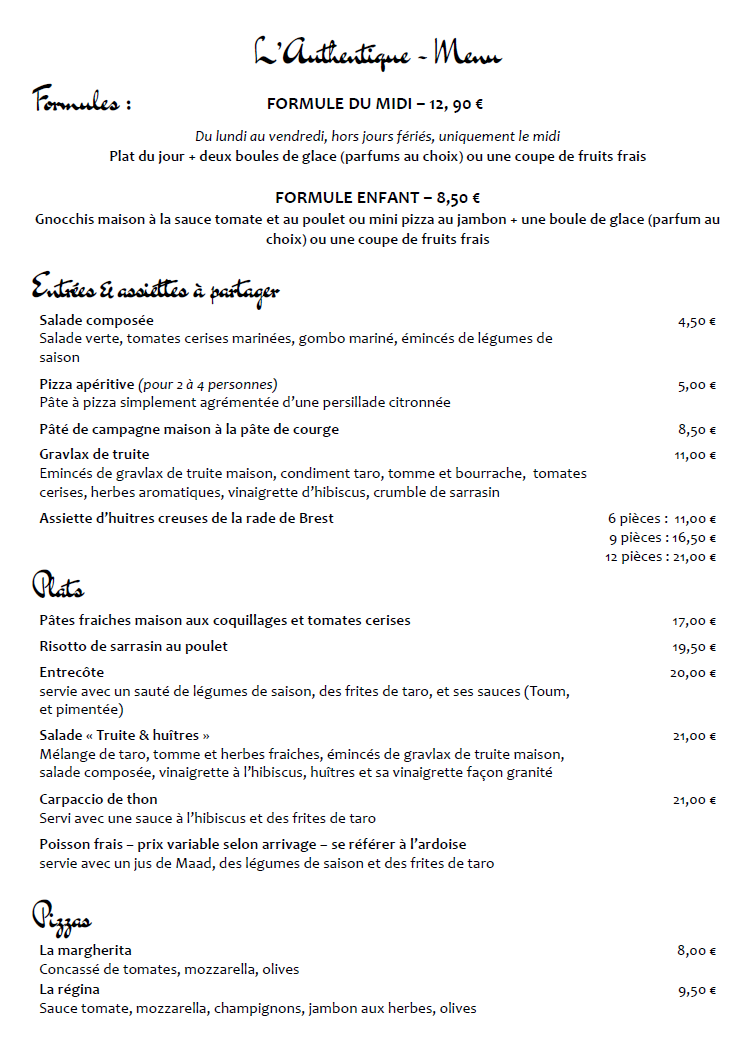 L'Authentique - Menu
Formules :
FORMULE DU MIDI – 12, 90 €
Du lundi au vendredi, hors jours fériés, uniquement le midi
Plat du jour + deux boules de glace (parfums au choix) ou une coupe de fruits frais
FORMULE ENFANT – 8,50 €
Gnocchis maison à la sauce tomate et au poulet ou mini pizza au jambon + une boule de glace (parfum au
choix) ou une coupe de fruits frais
Entrées & assiettes à partager
Salade composée 4,50 €
Salade verte, tomates cerises marinées, gombo mariné, émincés de légumes de
saison
Pizza apéritive (pour 2 à 4 personnes) 5,00 €
Pâte à pizza simplement agrémentée d'une persillade citronnée
Pâté de campagne maison à la pâte de courge 8,50 €
Gravlax de truite 11,00 €
Emincés de gravlax de truite maison, condiment taro, tomme et bourrache, tomates
cerises, herbes aromatiques, vinaigrette d'hibiscus, crumble de sarrasin
Assiette d'huitres creuses de la rade de Brest 6 pièces : 11,00 €
9 pièces : 16,50 €
12 pièces : 21,00 €
Plats
Pâtes fraiches maison aux coquillages et tomates cerises 17,00 €
Risotto de sarrasin au poulet 19,50 €
Entrecôte 20,00 €
servie avec un sauté de légumes de saison, des frites de taro, et ses sauces (Toum,
et pimentée)
Salade « Truite & huîtres » 21,00 €
Mélange de taro, tomme et herbes fraiches, émincés de gravlax de truite maison,
salade composée, vinaigrette à l'hibiscus, huîtres et sa vinaigrette façon granité
Carpaccio de thon 21,00 €
Servi avec une sauce à l'hibiscus et des frites de taro
Poisson frais – prix variable selon arrivage – se référer à l'ardoise
servie avec un jus de Maad, des légumes de saison et des frites de taro
Pizzas
La margherita 8,00 €
Concassé de tomates, mozzarella, olives
La régina 9,50 €
Sauce tomate, mozzarella, champignons, jambon aux herbes, olives